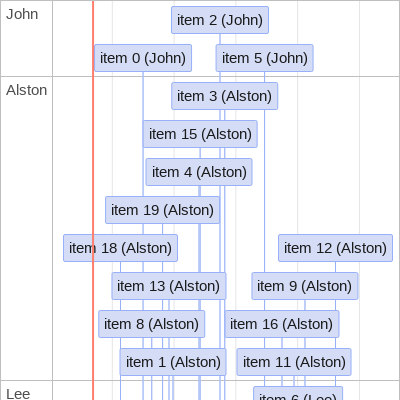 John
item 2 (John)
item 0 (John)
item 5 (John)
Alston
item 3 (Alston)
item 15 (Alston)
item 4 (Alston)
item 19 (Alston)
item 18 (Alston)
item 12 (Alston)
item 13 (Alston)
item 9 (Alston)
item 8 (Alston)
item 16 (Alston)
item 1 (Alston)
item 11 (Alston)
Lee
item 6 (Lee)